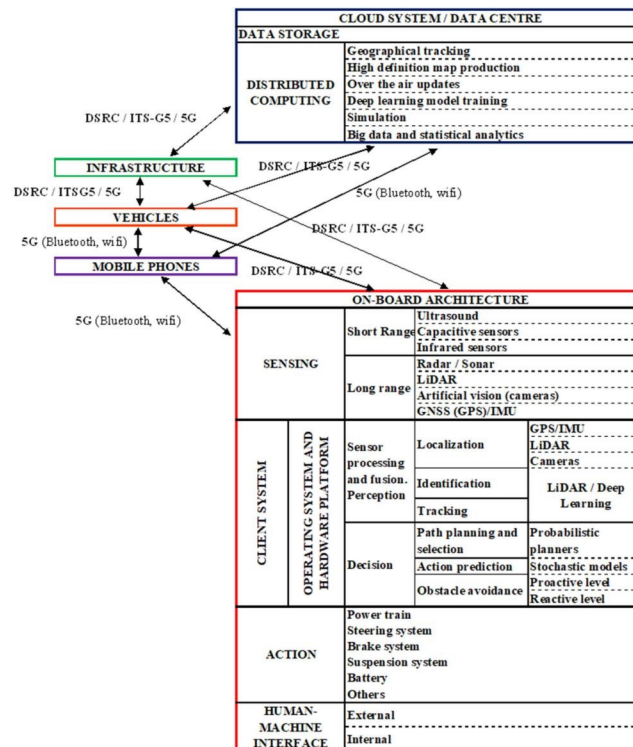 CLOUD SYSTEM / DATA CENTRE
DATA STORAGE
DISTRIBUTED
COMPUTING
Geographical tracking
High definition map production
Over the air updates
Deep learning model training
Simulation
Big data and statistical analytics
DSRC / ITS-G5 / 5G
INFRASTRUCTURE
DSRC / ITS-G5 / 5G
DSRC / ITSG5 / 5G
5G (Bluetooth, wifi)
VEHICLES
DSRC / ITS-G5 / 5G
5G (Bluetooth, wifi)
MOBILE PHONES
DSRC / ITS-G5 / 5G
5G (Bluetooth, wifi)
ON-BOARD ARCHITECTURE
SENSING
Short Range
Ultrasound
Capacitive sensors
Infrared sensors
Long range
Radar / Sonar
LiDAR
Artificial vision (cameras)
GNSS (GPS)/IMU
CLIENT SYSTEM
OPERATING SYSTEM AND
HARDWARE PLATFORM
Sensor
processing
and fusion.
Perception
Localization
GPS/IMU
LiDAR
Cameras
Identification
Tracking
LiDAR / Deep
Learning
Decision
Path planning and
selection
Probabilistic
planners
Action prediction
Stochastic models
Obstacle avoidance
Proactive level
Reactive level
ACTION
Power train
Steering system
Brake system
Suspension system
Battery
Others
HUMAN-
MACHINE
INTERFACE
External
Internal